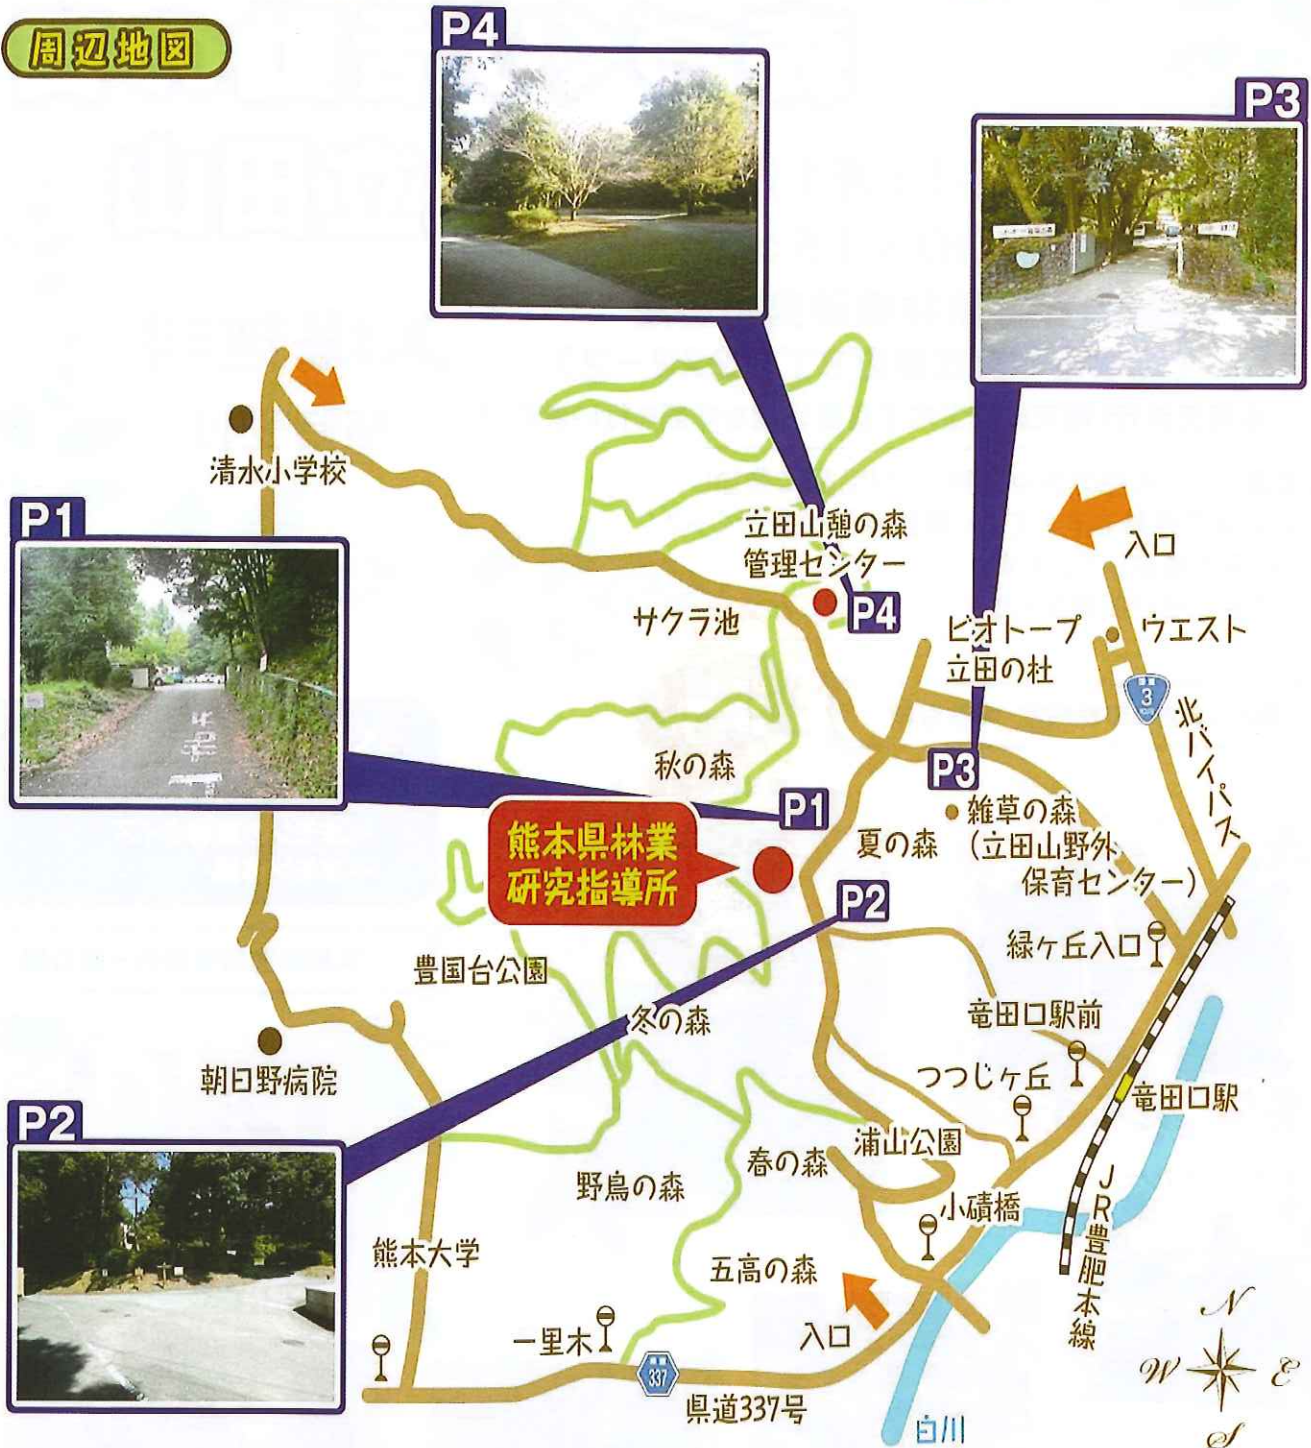 周辺地図
P4
P3
清水小学校
P1
立田山憩の森
管理センター
P4
入口
サクラ池
ビオトープ
立田の杜
ウエスト
3
北バイパス
秋の森
P3
P1
雑草の森
(立田山野外
保育センター)
夏の森
熊本県林業
研究指導所
P2
緑ヶ丘入口
豊国台公園
冬の森
竜田口駅前
朝日野病院
つつじヶ丘
竜田口駅
P2
浦山公園
春の森
野鳥の森
小磧橋
JR豊肥本線
熊本大学
五高の森
入口
一里木
337
県道337号
白川
N
W
E
S